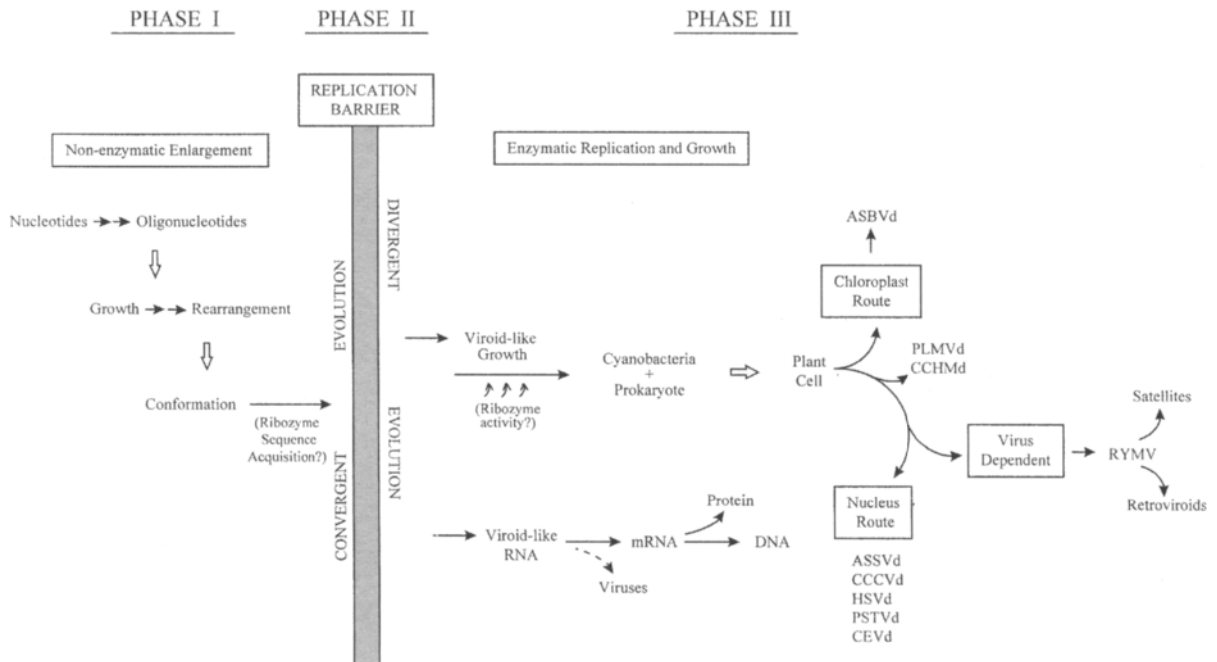 PHASE I
PHASE II
PHASE III
REPLICATION
BARRIER
Non-enzymatic Enlargement
Enzymatic Replication and Growth
Nucleotides
Oligonucleotides
Growth
Rearrangement
Conformation
(Ribozyme
Sequence
Acquisition?)
CONVERGENT EVOLUTION
DIVERGENT EVOLUTION
Viroid-like
Growth
(Ribozyme
activity?)
Cyanobacteria
+
Prokaryote
Plant
Cell
ASBVd
Chloroplast
Route
PLMVd
CCHMd
Virus
Dependent
RYMV
Satellites
Retroviroids
Nucleus
Route
ASSVd
CCCVd
HSVd
PSTVd
CEVd
Viroid-like
RNA
mRNA
Protein
DNA
Viruses